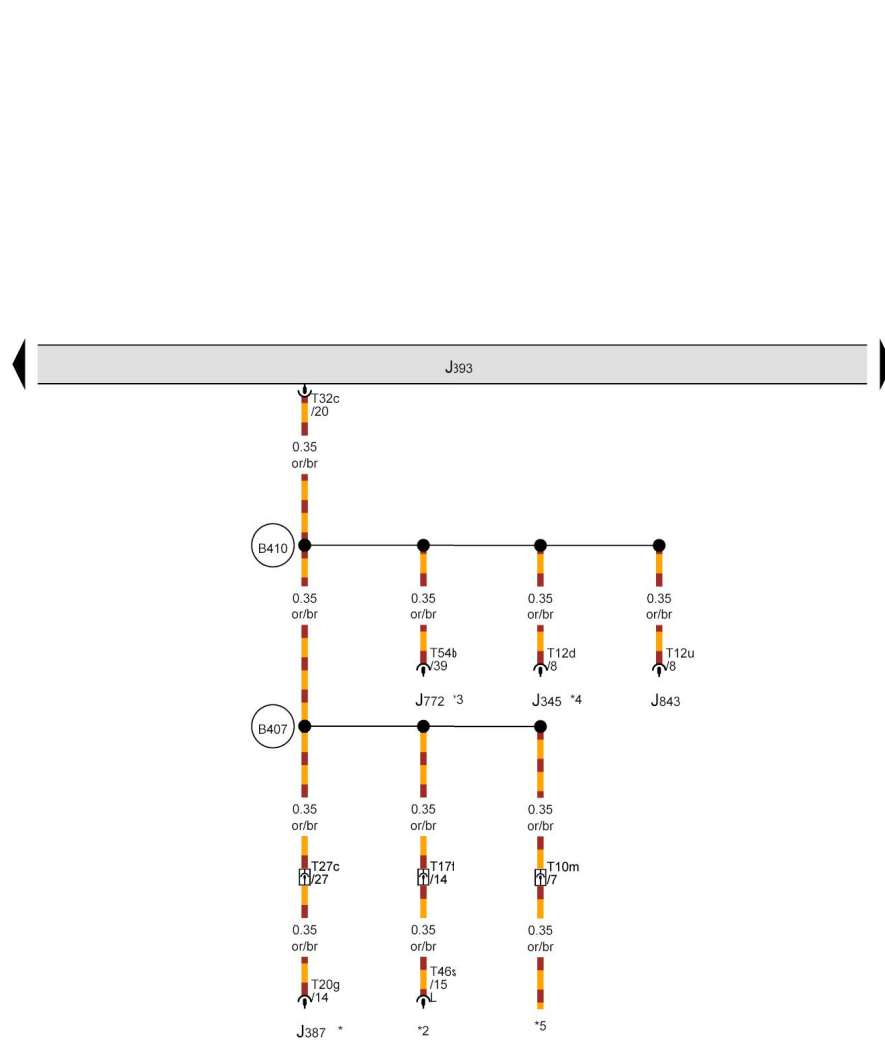 J393
T32c
/20
0.35
or/br
B410
0.35 0.35 0.35 0.35
or/br or/br or/br or/br
T54b T12d T12u
/39 /8 /8
J772 *3 J345 *4 J843
B407
0.35 0.35 0.35
or/br or/br or/br
T27c T17f T10m
/27 /14 /7
0.35 0.35 0.35
or/br or/br or/br
T20g T46s
/14 /15
L
J387 * *2 *5